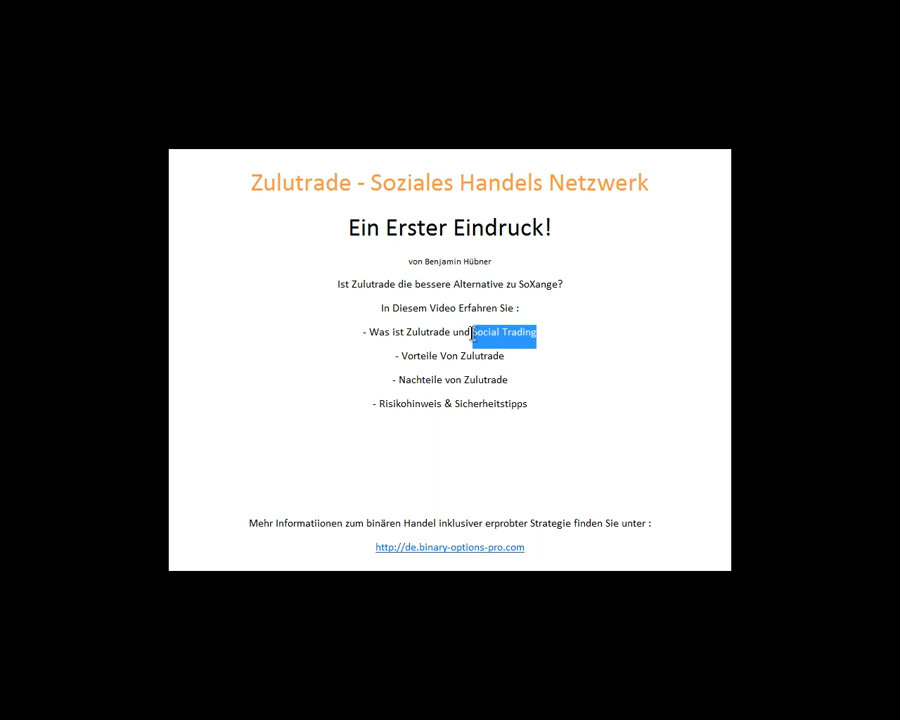 Zulutrade - Soziales Handels Netzwerk
Ein Erster Eindruck!
von Benjamin Hübner
Ist Zulutrade die bessere Alternative zu SoXange?
In Diesem Video Erfahren Sie :
- Was ist Zulutrade und Social Trading
- Vorteile Von Zulutrade
- Nachteile von Zulutrade
- Risikohinweis & Sicherheitstipps
Mehr Informatiionen zum binären Handel inklusiver erprobter Strategie finden Sie unter :
http://de.binary-options-pro.com